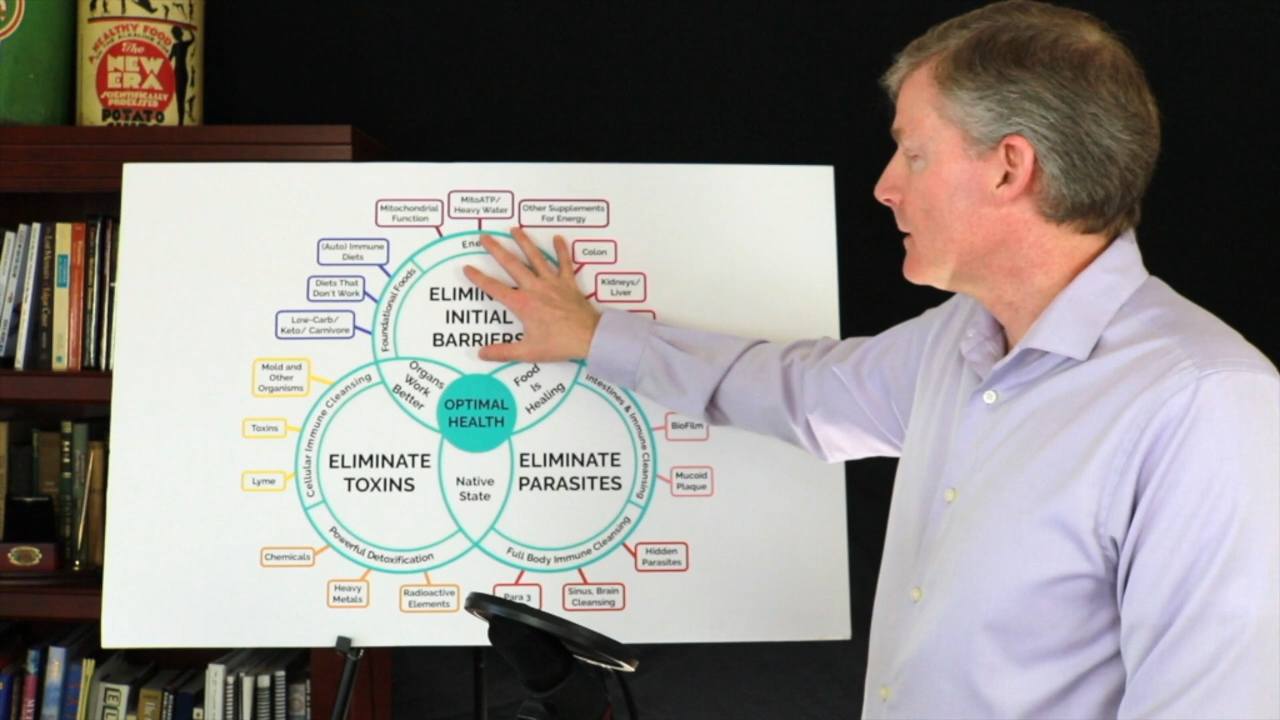 A HEALTHY FOOD
The
NEW
ERA
SCIENTIFICALLY
PROCESSED
POTATO
Mitochondrial
Function
MitoATP/
Heavy Water
Other Supplements
For Energy
(Auto) Immune
Diets
Colon
Diets That
Don't Work
Kidneys/
Liver
Low-Carb/
Keto/ Carnivore
Foundational Foods
INITIAL
BARRIERS
Mold and
Other
Organisms
Organs
Work
Better
Food
Is
Healing
OPTIMAL
HEALTH
Cellular Immune Cleansing
Intestines & Immune Cleansing
Toxins
BioFilm
Lyme
Mucoid
Plaque
ELIMINATE
TOXINS
ELIMINATE
PARASITES
Native
State
Powerful Detoxification
Full Body Immune Cleansing
Chemicals
Hidden
Parasites
Heavy
Metals
Radioactive
Elements
Para 3
Sinus, Brain
Cleansing